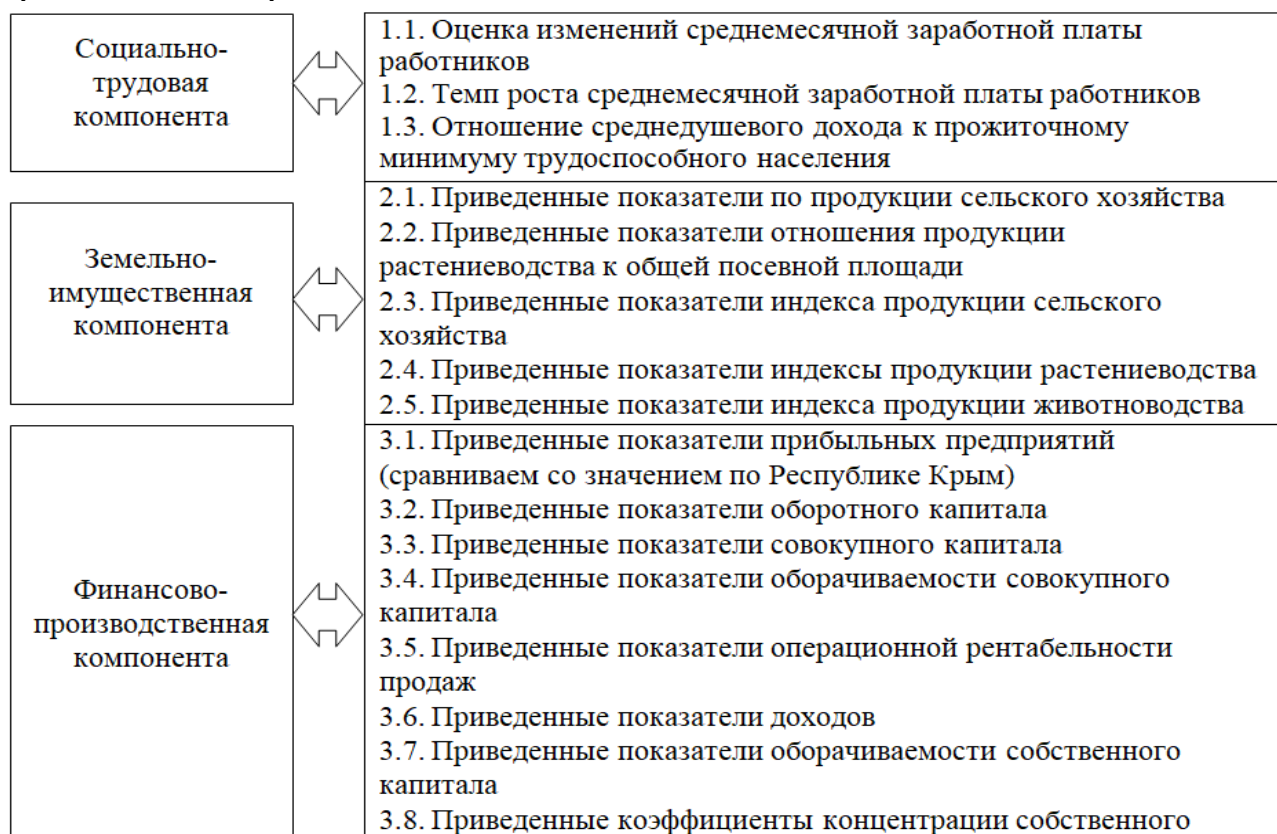 Социально-
трудовая
компонента
1.1. Оценка изменений среднемесячной заработной платы
работников
1.2. Темп роста среднемесячной заработной платы работников
1.3. Отношение среднедушевого дохода к прожиточному
минимуму трудоспособного населения
Земельно-
имущественная
компонента
2.1. Приведенные показатели по продукции сельского хозяйства
2.2. Приведенные показатели отношения продукции
растениеводства к общей посевной площади
2.3. Приведенные показатели индекса продукции сельского
хозяйства
2.4. Приведенные показатели индексы продукции растениеводства
2.5. Приведенные показатели индекса продукции животноводства
Финансово-
производственная
компонента
3.1. Приведенные показатели прибыльных предприятий
(сравниваем со значением по Республике Крым)
3.2. Приведенные показатели оборотного капитала
3.3. Приведенные показатели совокупного капитала
3.4. Приведенные показатели оборачиваемости совокупного
капитала
3.5. Приведенные показатели операционной рентабельности
продаж
3.6. Приведенные показатели доходов
3.7. Приведенные показатели оборачиваемости собственного
капитала
3.8. Приведенные коэффициенты концентрации собственного